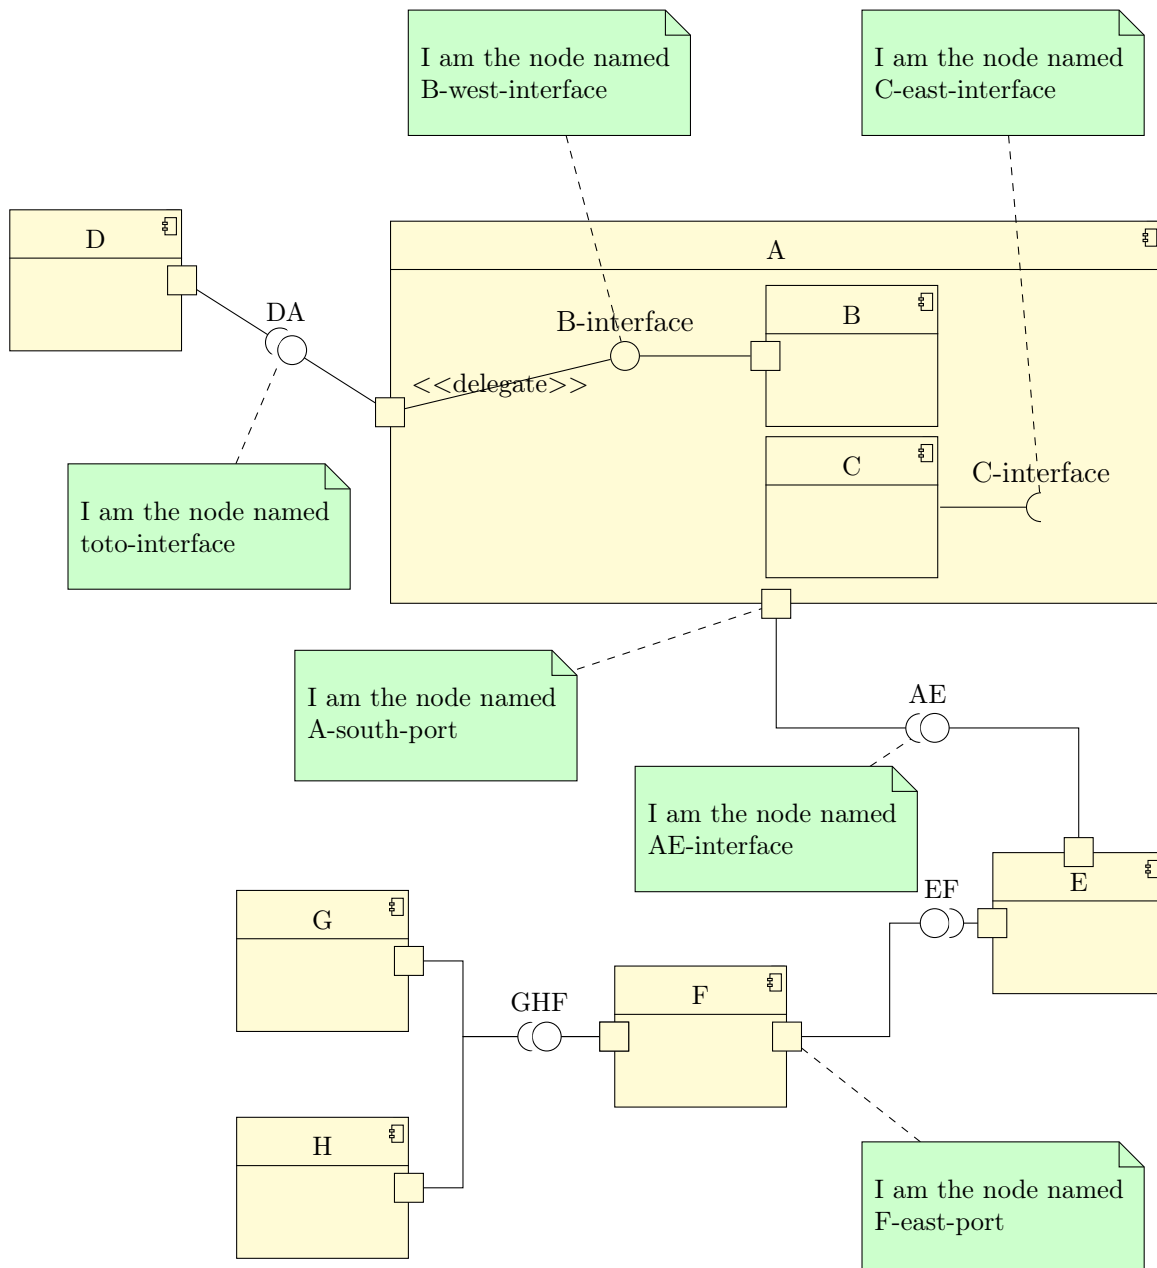 I am the node named
B-west-interface
I am the node named
C-east-interface
D
A
DA
B-interface
B
<<delegate>>
C
C-interface
I am the node named
toto-interface
I am the node named
A-south-port
AE
I am the node named
AE-interface
E
EF
G
GHF
F
H
I am the node named
F-east-port